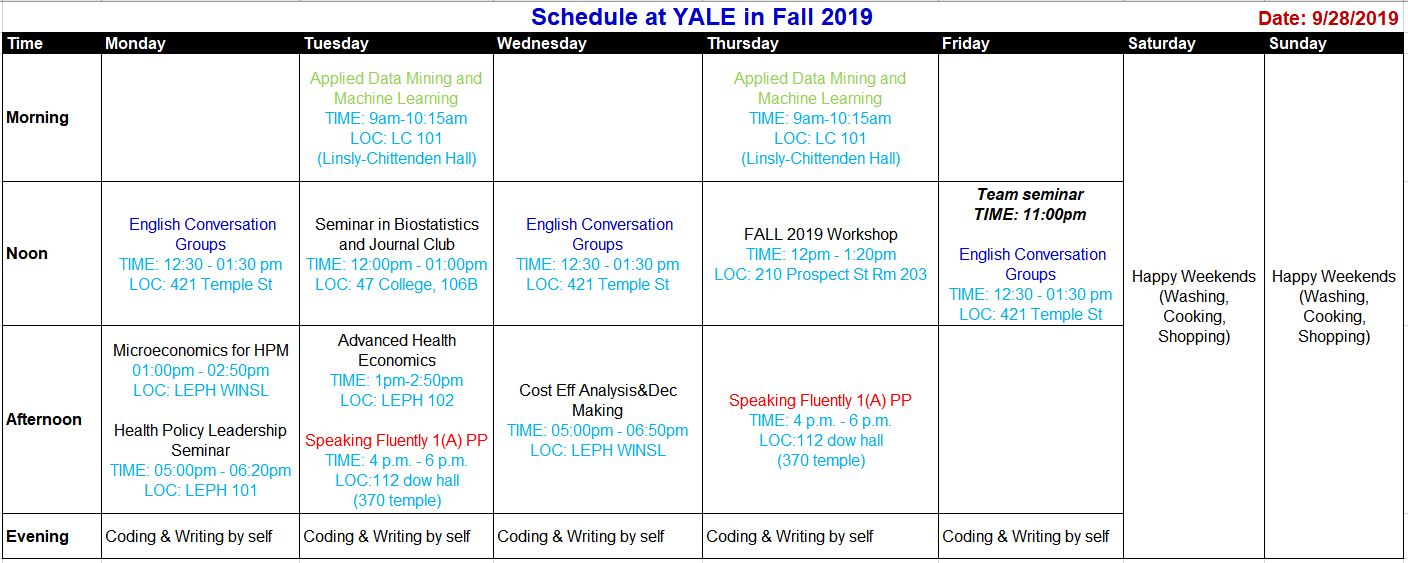 Schedule at YALE in Fall 2019
Date: 9/28/2019
Time
Monday
Tuesday
Wednesday
Thursday
Friday
Saturday
Sunday
Morning
Applied Data Mining and
Machine Learning
TIME: 9am-10:15am
LOC: LC 101
(Linsly-Chittenden Hall)
Applied Data Mining and
Machine Learning
TIME: 9am-10:15am
LOC: LC 101
(Linsly-Chittenden Hall)
Noon
English Conversation
Groups
TIME: 12:30 - 01:30 pm
LOC: 421 Temple St
Seminar in Biostatistics
and Journal Club
TIME: 12:00pm - 01:00pm
LOC: 47 College, 106B
English Conversation
Groups
TIME: 12:30 - 01:30 pm
LOC: 421 Temple St
FALL 2019 Workshop
TIME: 12pm - 1:20pm
LOC: 210 Prospect St Rm 203
Team seminar
TIME: 11:00pm
English Conversation
Groups
TIME: 12:30 - 01:30 pm
LOC: 421 Temple St
Happy Weekends
(Washing,
Cooking,
Shopping)
Happy Weekends
(Washing,
Cooking,
Shopping)
Afternoon
Microeconomics for HPM
01:00pm - 02:50pm
LOC: LEPH WINSL
Health Policy Leadership
Seminar
TIME: 05:00pm - 06:20pm
LOC: LEPH 101
Advanced Health
Economics
TIME: 1pm-2:50pm
LOC: LEPH 102
Speaking Fluently 1(A) PP
TIME: 4 p.m. - 6 p.m.
LOC:112 dow hall
(370 temple)
Cost Eff Analysis&Dec
Making
TIME: 05:00pm - 06:50pm
LOC: LEPH WINSL
Speaking Fluently 1(A) PP
TIME: 4 p.m. - 6 p.m.
LOC:112 dow hall
(370 temple)
Evening
Coding & Writing by self
Coding & Writing by self
Coding & Writing by self
Coding & Writing by self
Coding & Writing by self